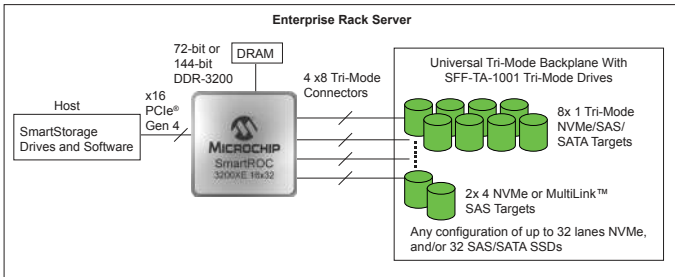 Enterprise Rack Server
72-bit or
144-bit
DDR-3200
DRAM
4 x8 Tri-Mode
Connectors
Universal Tri-Mode Backplane With
SFF-TA-1001 Tri-Mode Drives
Host
SmartStorage
Drives and Software
x16
PCIe®
Gen 4
MICROCHIP
SmartROC
3200XE 16x32
8x 1 Tri-Mode
NVMe/SAS/
SATA Targets
2x 4 NVMe or MultiLink™
SAS Targets
Any configuration of up to 32 lanes NVMe,
and/or 32 SAS/SATA SSDs